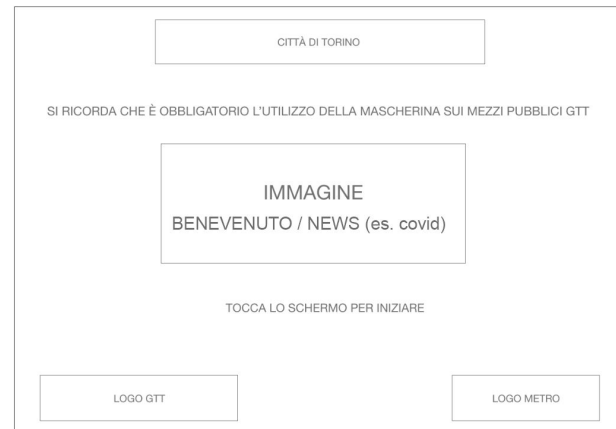 CITTÀ DI TORINO
SI RICORDA CHE È OBBLIGATORIO L'UTILIZZO DELLA MASCHERINA SUI MEZZI PUBBLICI GTT
IMMAGINE
BENEVENUTO / NEWS (es. covid)
TOCCA LO SCHERMO PER INIZIARE
LOGO GTT
LOGO METRO